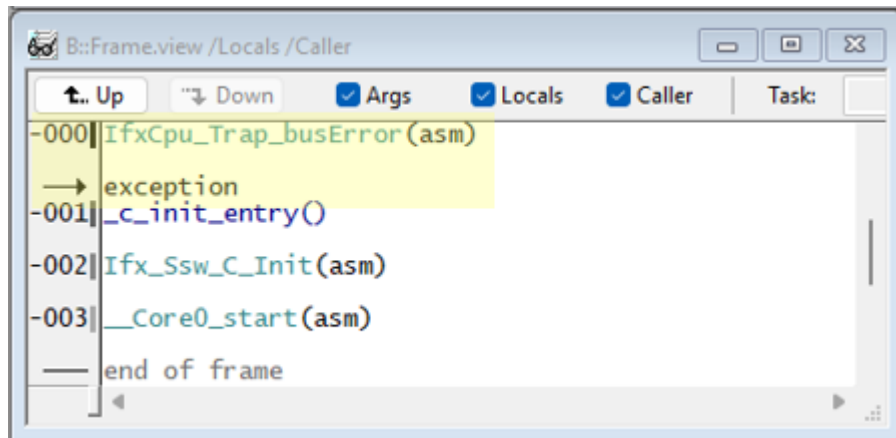 B::Frame.view /Locals /Caller
Up Down Args Locals Caller Task:
-000 IfxCpu_Trap_busError(asm)
exception
-001 _c_init_entry()
-002 Ifx_Ssw_C_Init(asm)
-003 __Core0_start(asm)
end of frame